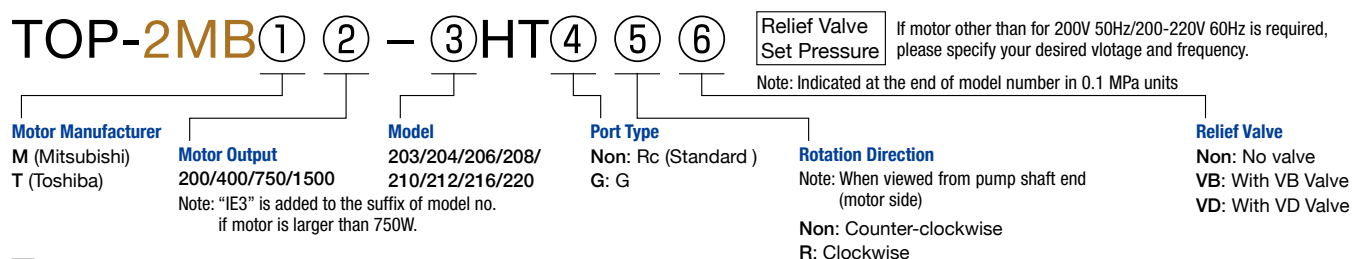 TOP-2MB① ② – ③HT④ ⑤ ⑥
Relief Valve
Set Pressure
If motor other than for 200V 50Hz/200-220V 60Hz is required,
please specify your desired vlotage and frequency.
Note: Indicated at the end of model number in 0.1 MPa units
Motor Manufacturer
M (Mitsubishi)
T (Toshiba)
Motor Output
200/400/750/1500
Note: “IE3” is added to the suffix of model no.
if motor is larger than 750W.
Model
203/204/206/208/
210/212/216/220
Port Type
Non: Rc (Standard )
G: G
Rotation Direction
Note: When viewed from pump shaft end
(motor side)
Non: Counter-clockwise
R: Clockwise
Relief Valve
Non: No valve
VB: With VB Valve
VD: With VD Valve